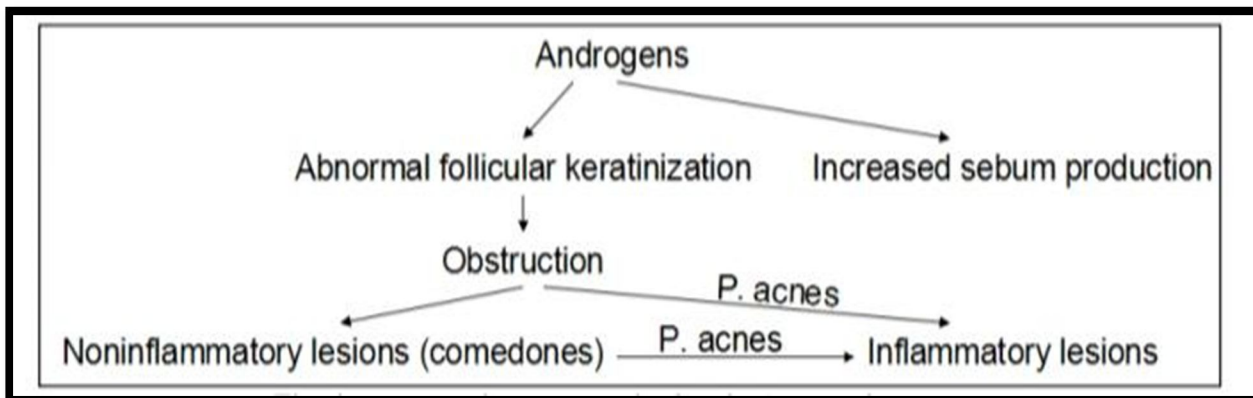 Androgens
Abnormal follicular keratinization Increased sebum production
Obstruction
P. acnes
Noninflammatory lesions (comedones) P. acnes Inflammatory lesions